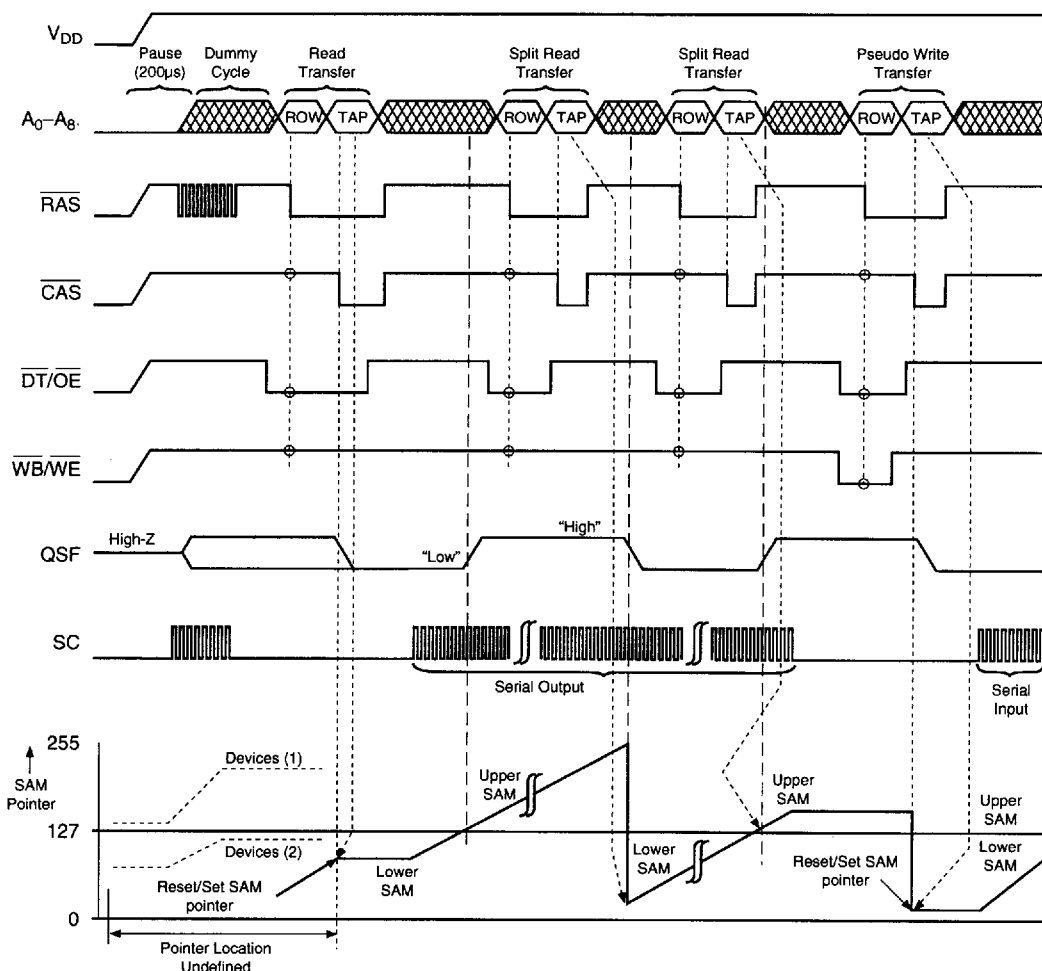 VDD
Pause
(200µs)
Dummy
Cycle
Read
Transfer
Split Read
Transfer
Split Read
Transfer
Pseudo Write
Transfer
A0–A8.
ROW
TAP
ROW
TAP
ROW
TAP
ROW
TAP
RAS
CAS
DT/OE
WB/WE
QSF
High-Z
"Low"
"High"
SC
Serial Output
Serial
Input
255
SAM
Pointer
127
0
Devices (1)
Devices (2)
Reset/Set SAM
pointer
Lower
SAM
Upper
SAM
Lower
SAM
Upper
SAM
Reset/Set SAM
pointer
Upper
SAM
Lower
SAM
Pointer Location
Undefined